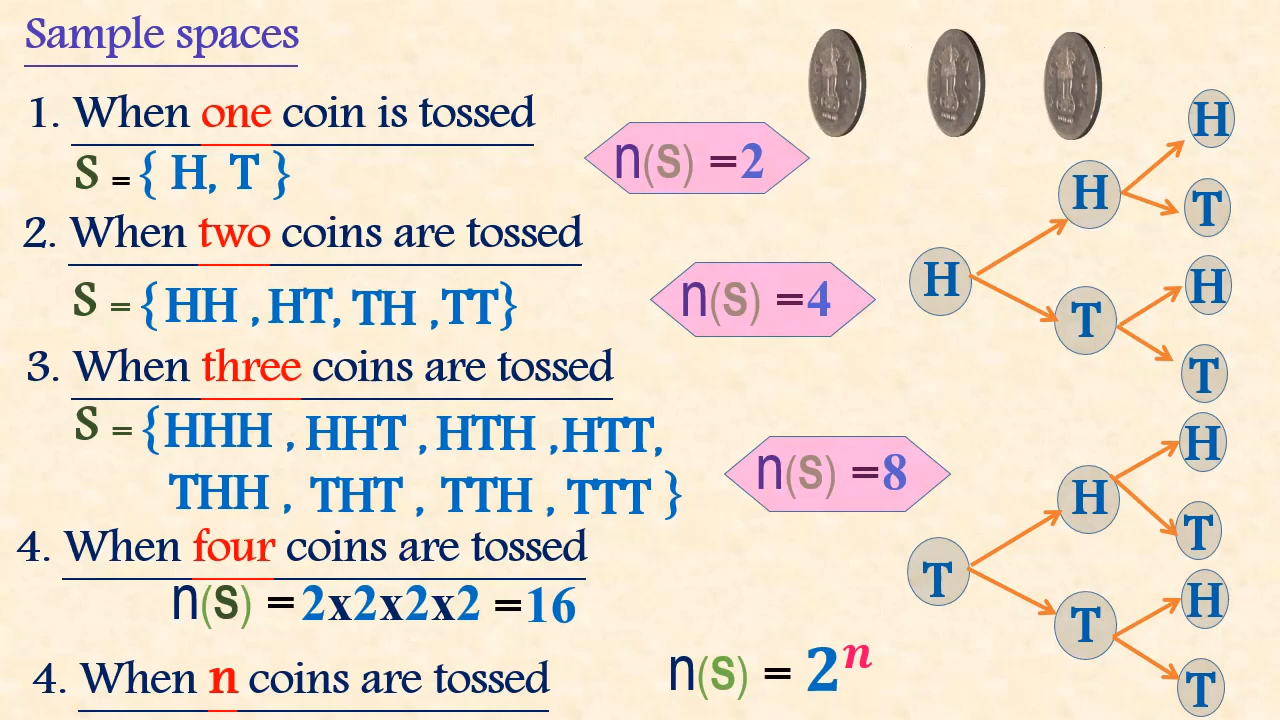 Sample spaces
1. When one coin is tossed
S = { H, T }
n(S) =2
2. When two coins are tossed
S = {HH , HT, TH ,TT}
n(S) =4
3. When three coins are tossed
S = {HHH , HHT , HTH ,HTT,
THH , THT , TTH , TTT }
n(S) =8
4. When four coins are tossed
n(S) = 2x2x2x2 =16
4. When n coins are tossed
n(S) = 2ⁿ
H
H
H
T
T
H
T
T
H
H
T
T
H
T